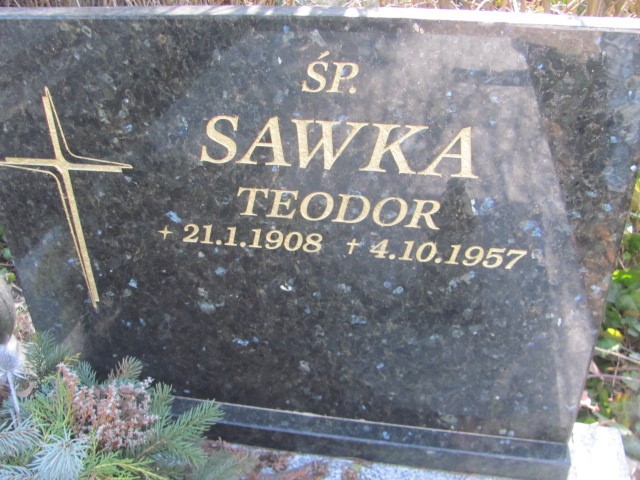 ŚP.
SAWKA
TEODOR
+ 21.1.1908 + 4.10.1957